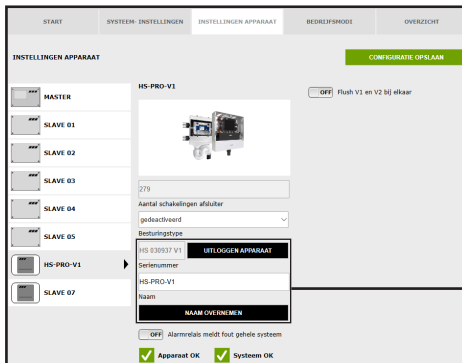 START SYSTEEM- INSTELLINGEN INSTELLINGEN APPARAAT BEDRIJFSMODI OVERZICHT
INSTELLINGEN APPARAAT
CONFIGURATIE OPSLAAN
MASTER
SLAVE 01
SLAVE 02
SLAVE 03
SLAVE 04
SLAVE 05
HS-PRO-V1
SLAVE 07
HS-PRO-V1
279
Aantal schakelingen afsluiter
gedeactiveerd
Besturingstype
HS 030937 V1 UITLOGGEN APPARAAT
Serienummer
HS-PRO-V1
Naam
NAAM OVERNEMEN
OFF Alarmrelais meldt fout gehele systeem
Apparaat OK Systeem OK
OFF Flush V1 en V2 bij elkaar